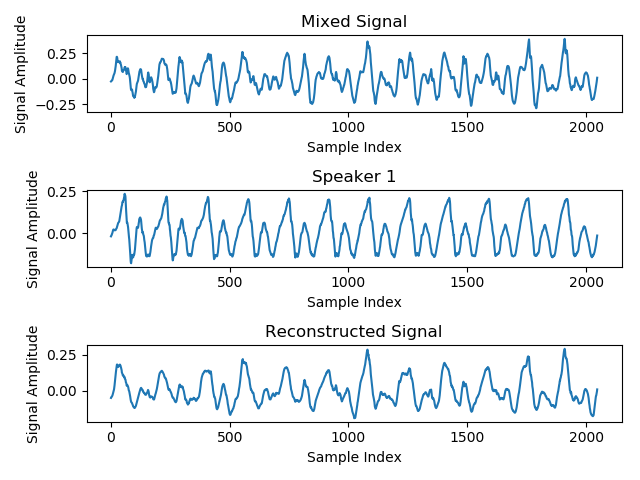 Mixed Signal
Signal Amplitude
0.25
0.00
−0.25
0 500 1000 1500 2000
Sample Index
Speaker 1
Signal Amplitude
0.25
0.00
0 500 1000 1500 2000
Sample Index
Reconstructed Signal
Signal Amplitude
0.25
0.00
0 500 1000 1500 2000
Sample Index